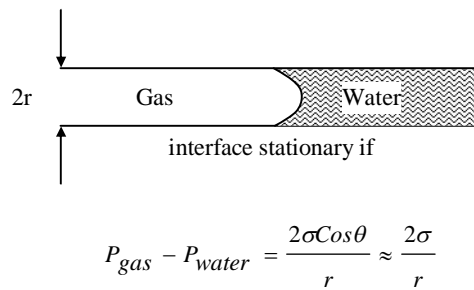 2r Gas Water
interface stationary if
P_gas − P_water = 2σCosθ / r ≈ 2σ / r